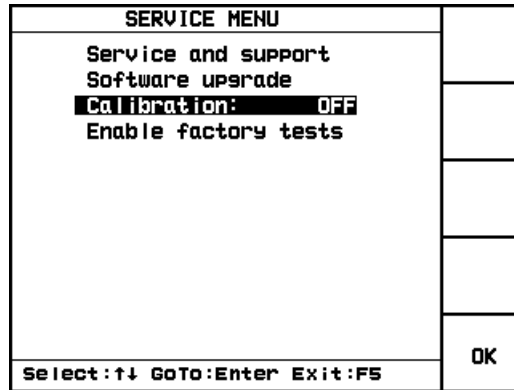 SERVICE MENU
Service and support
Software upgrade
Calibration: OFF
Enable factory tests
OK
Select:↑↓ GoTo:Enter Exit:F5